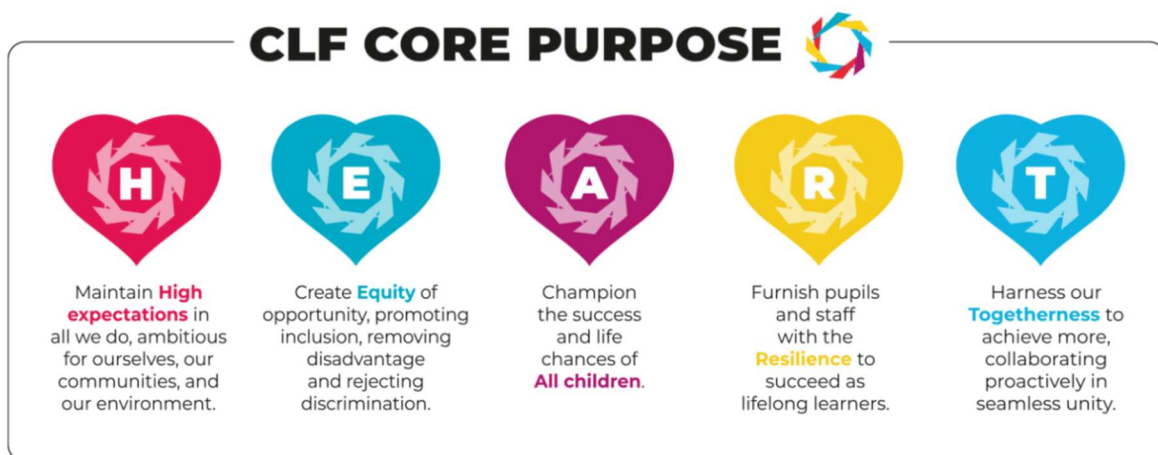 CLF CORE PURPOSE
H
Maintain High
expectations in
all we do, ambitious
for ourselves, our
communities, and
our environment.
E
Create Equity of
opportunity, promoting
inclusion, removing
disadvantage
and rejecting
discrimination.
A
Champion
the success
and life
chances of
All children.
R
Furnish pupils
and staff
with the
Resilience to
succeed as
lifelong learners.
T
Harness our
Togetherness to
achieve more,
collaborating
proactively in
seamless unity.